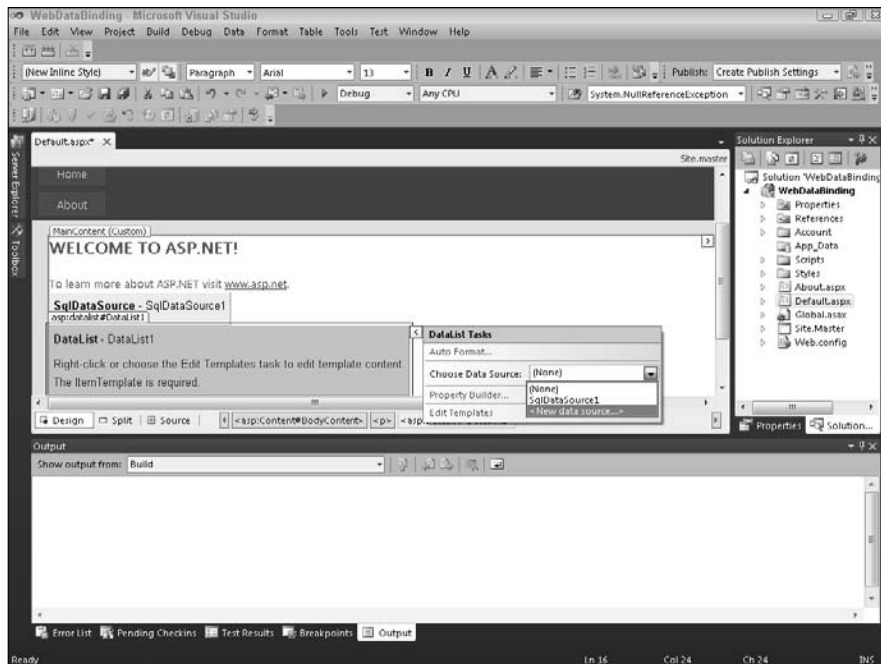 WebDataBinding - Microsoft Visual Studio
File Edit View Project Build Debug Data Format Table Tools Test Window Help
(New Inline Style) ab Paragraph Arial 13 B I U A Publish: Create Publish Settings
Debug Any CPU System.NullReferenceException
Server Explorer
Toolbox
Default.aspx* X
Site.master
Home
About
MainContent (Custom)
WELCOME TO ASP.NET!
To learn more about ASP.NET visit www.asp.net.
SqlDataSource - SqlDataSource1
asp:datalist#DataList1
DataList - DataList1
Right-click or choose the Edit Templates task to edit template content.
The ItemTemplate is required.
DataList Tasks
Auto Format...
Choose Data Source: (None)
(None)
SqlDataSource1
<New data source...>
Property Builder...
Edit Templates
Design Split Source <asp:Content#BodyContent> <p> <asp
Solution Explorer
Solution 'WebDataBinding
WebDataBinding
Properties
References
Account
App_Data
Scripts
Styles
About.aspx
Default.aspx
Global.asax
Site.Master
Web.config
Properties Solution...
Output
Show output from: Build
Error List Pending Checkins Test Results Breakpoints Output
Ready Ln 16 Col 24 Ch 24 INS